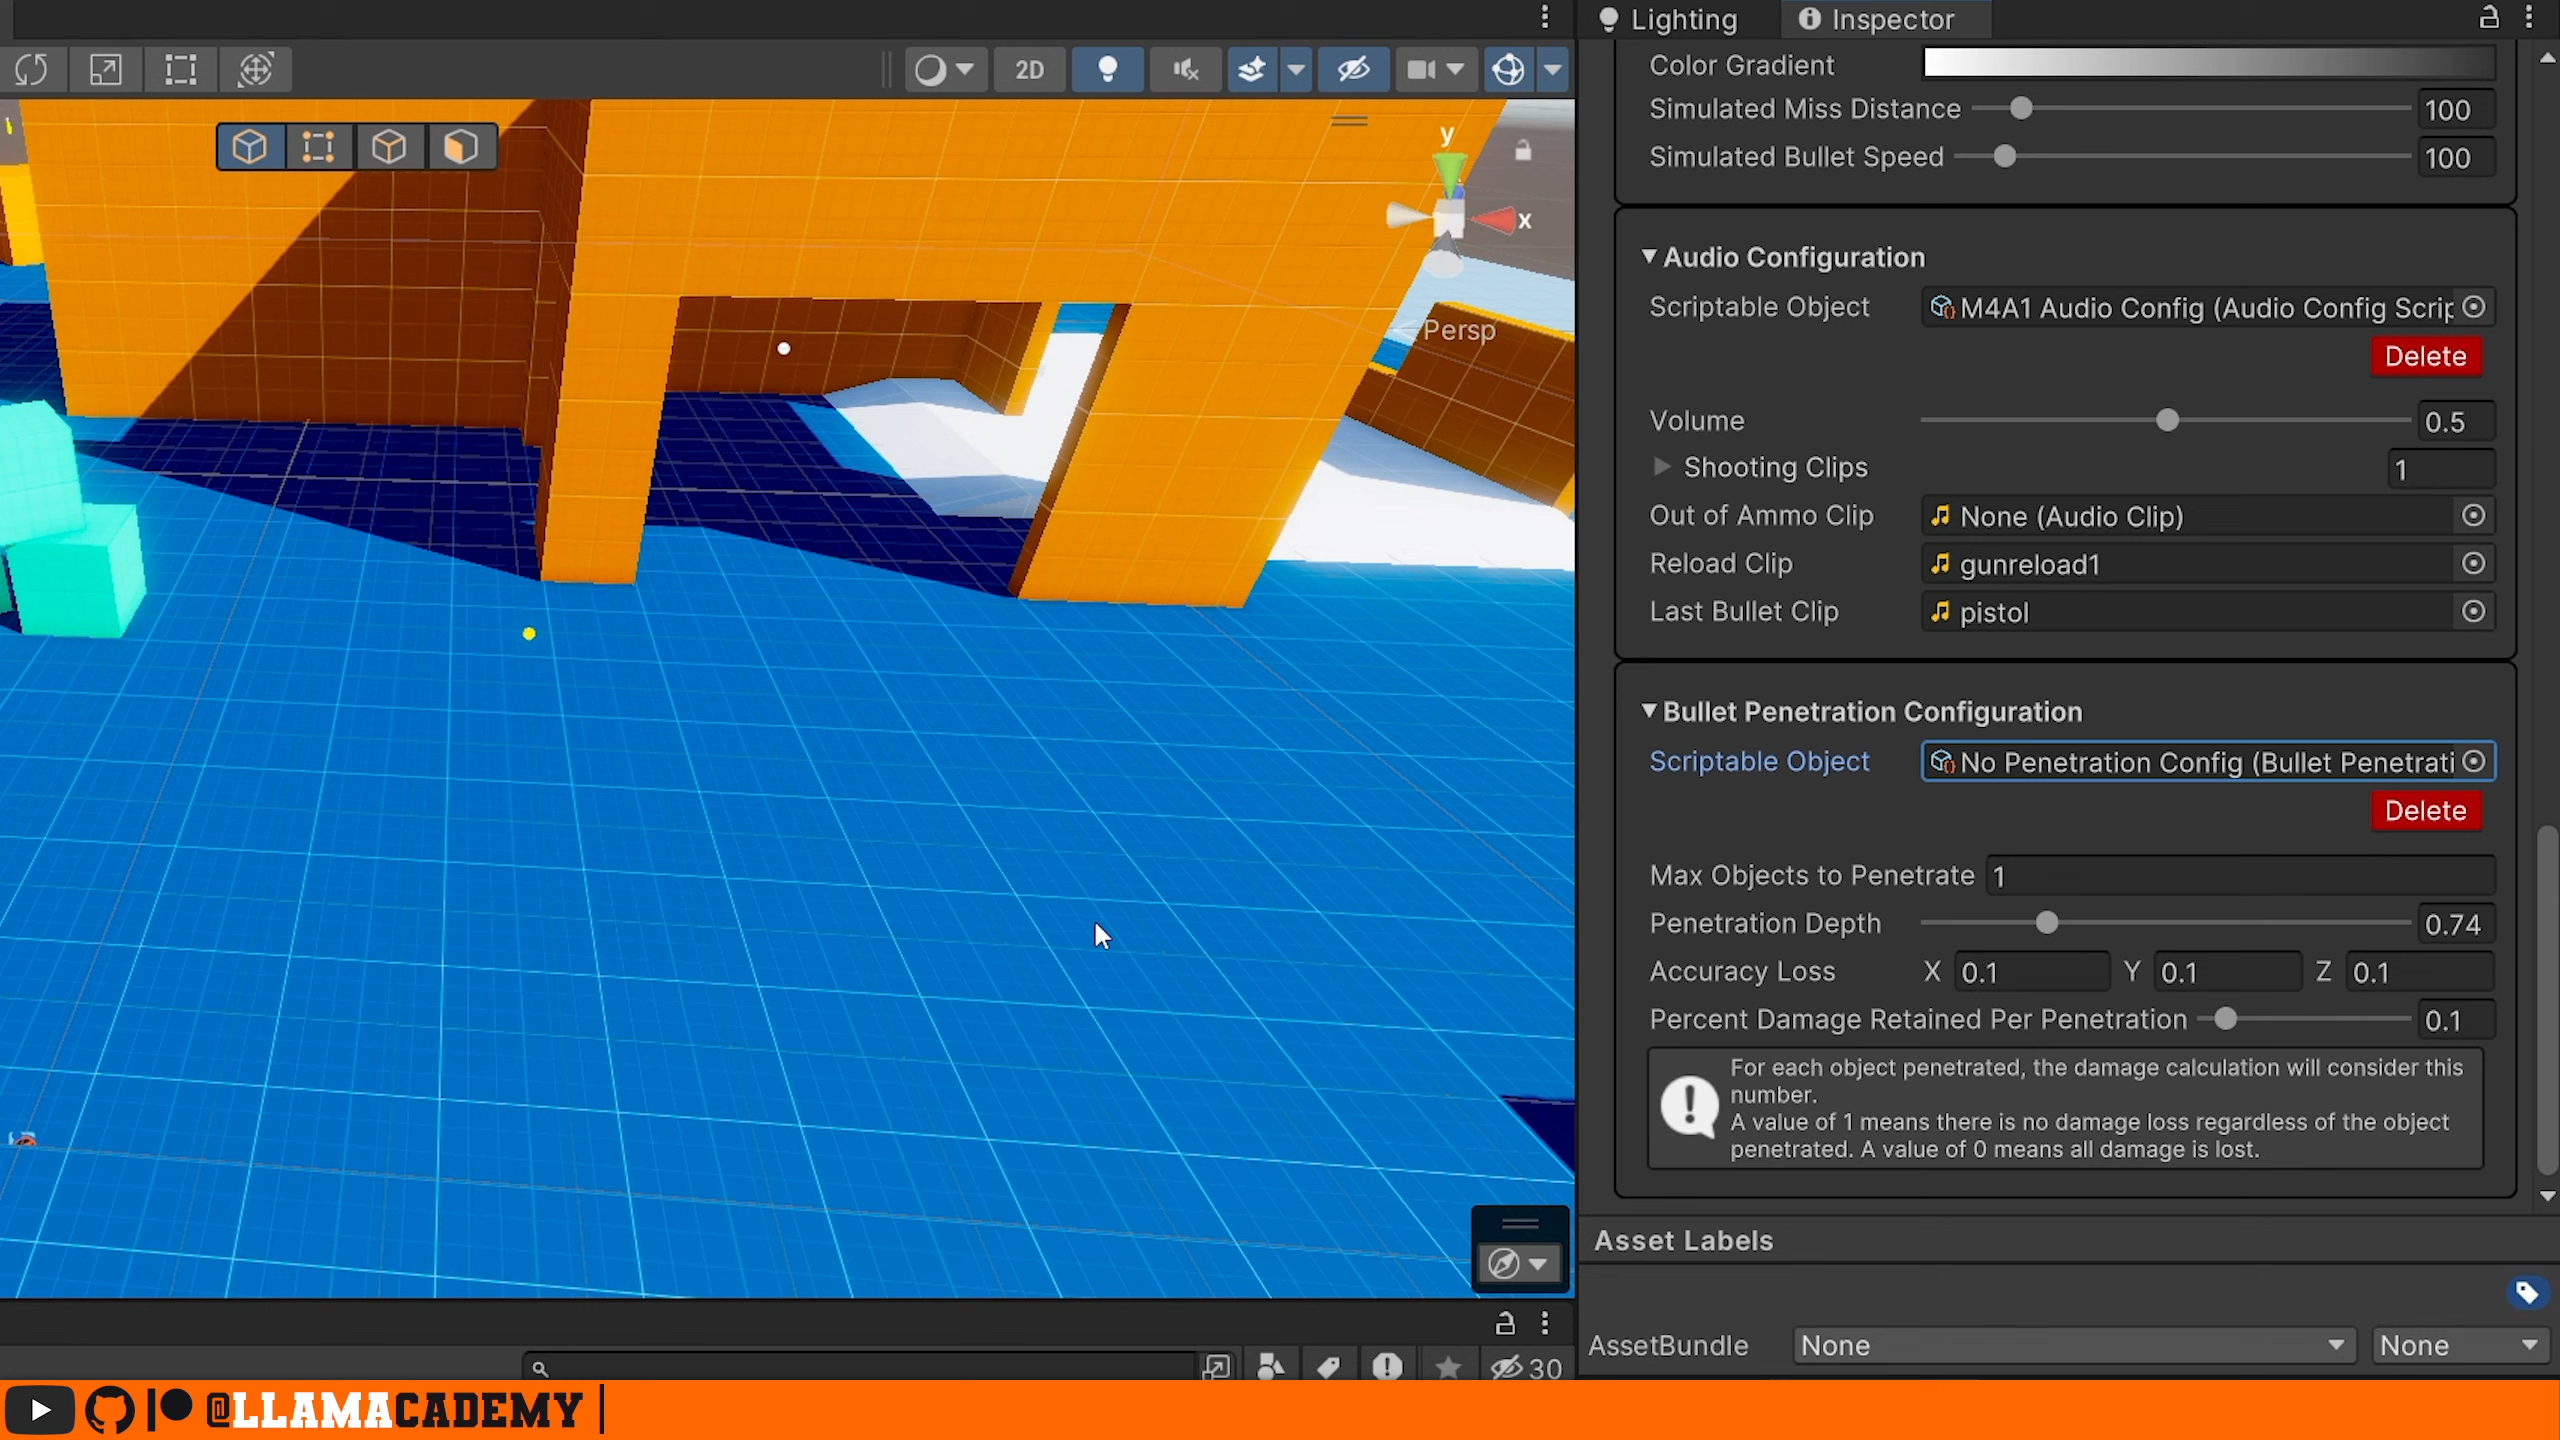 Lighting
Inspector
2D
Color Gradient
Simulated Miss Distance 100
Simulated Bullet Speed 100
y
x
Persp
Audio Configuration
Scriptable Object M4A1 Audio Config (Audio Config Scrip
Delete
Volume 0.5
Shooting Clips 1
Out of Ammo Clip None (Audio Clip)
Reload Clip gunreload1
Last Bullet Clip pistol
Bullet Penetration Configuration
Scriptable Object No Penetration Config (Bullet Penetrati
Delete
Max Objects to Penetrate 1
Penetration Depth 0.74
Accuracy Loss X 0.1 Y 0.1 Z 0.1
Percent Damage Retained Per Penetration 0.1
For each object penetrated, the damage calculation will consider this
number.
A value of 1 means there is no damage loss regardless of the object
penetrated. A value of 0 means all damage is lost.
Asset Labels
AssetBundle None None
30
@LLAMACADEMY